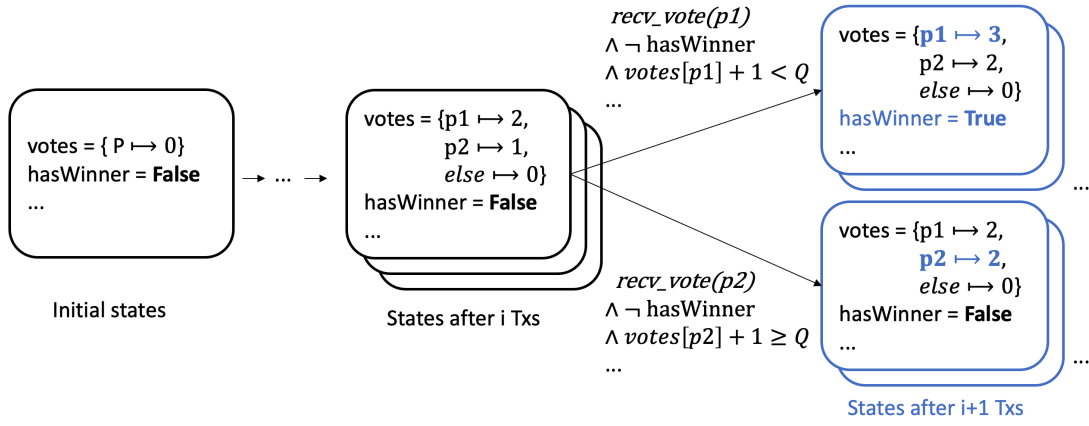 votes = { P ↦ 0}
hasWinner = False
...
Initial states
...
votes = {p1 ↦ 2,
p2 ↦ 1,
else ↦ 0}
hasWinner = False
...
States after i Txs
recv_vote(p1)
∧ ¬ hasWinner
∧ votes[p1] + 1 < Q
...
recv_vote(p2)
∧ ¬ hasWinner
∧ votes[p2] + 1 ≥ Q
...
votes = {p1 ↦ 3,
p2 ↦ 2,
else ↦ 0}
hasWinner = True
...
...
votes = {p1 ↦ 2,
p2 ↦ 2,
else ↦ 0}
hasWinner = False
...
...
States after i+1 Txs